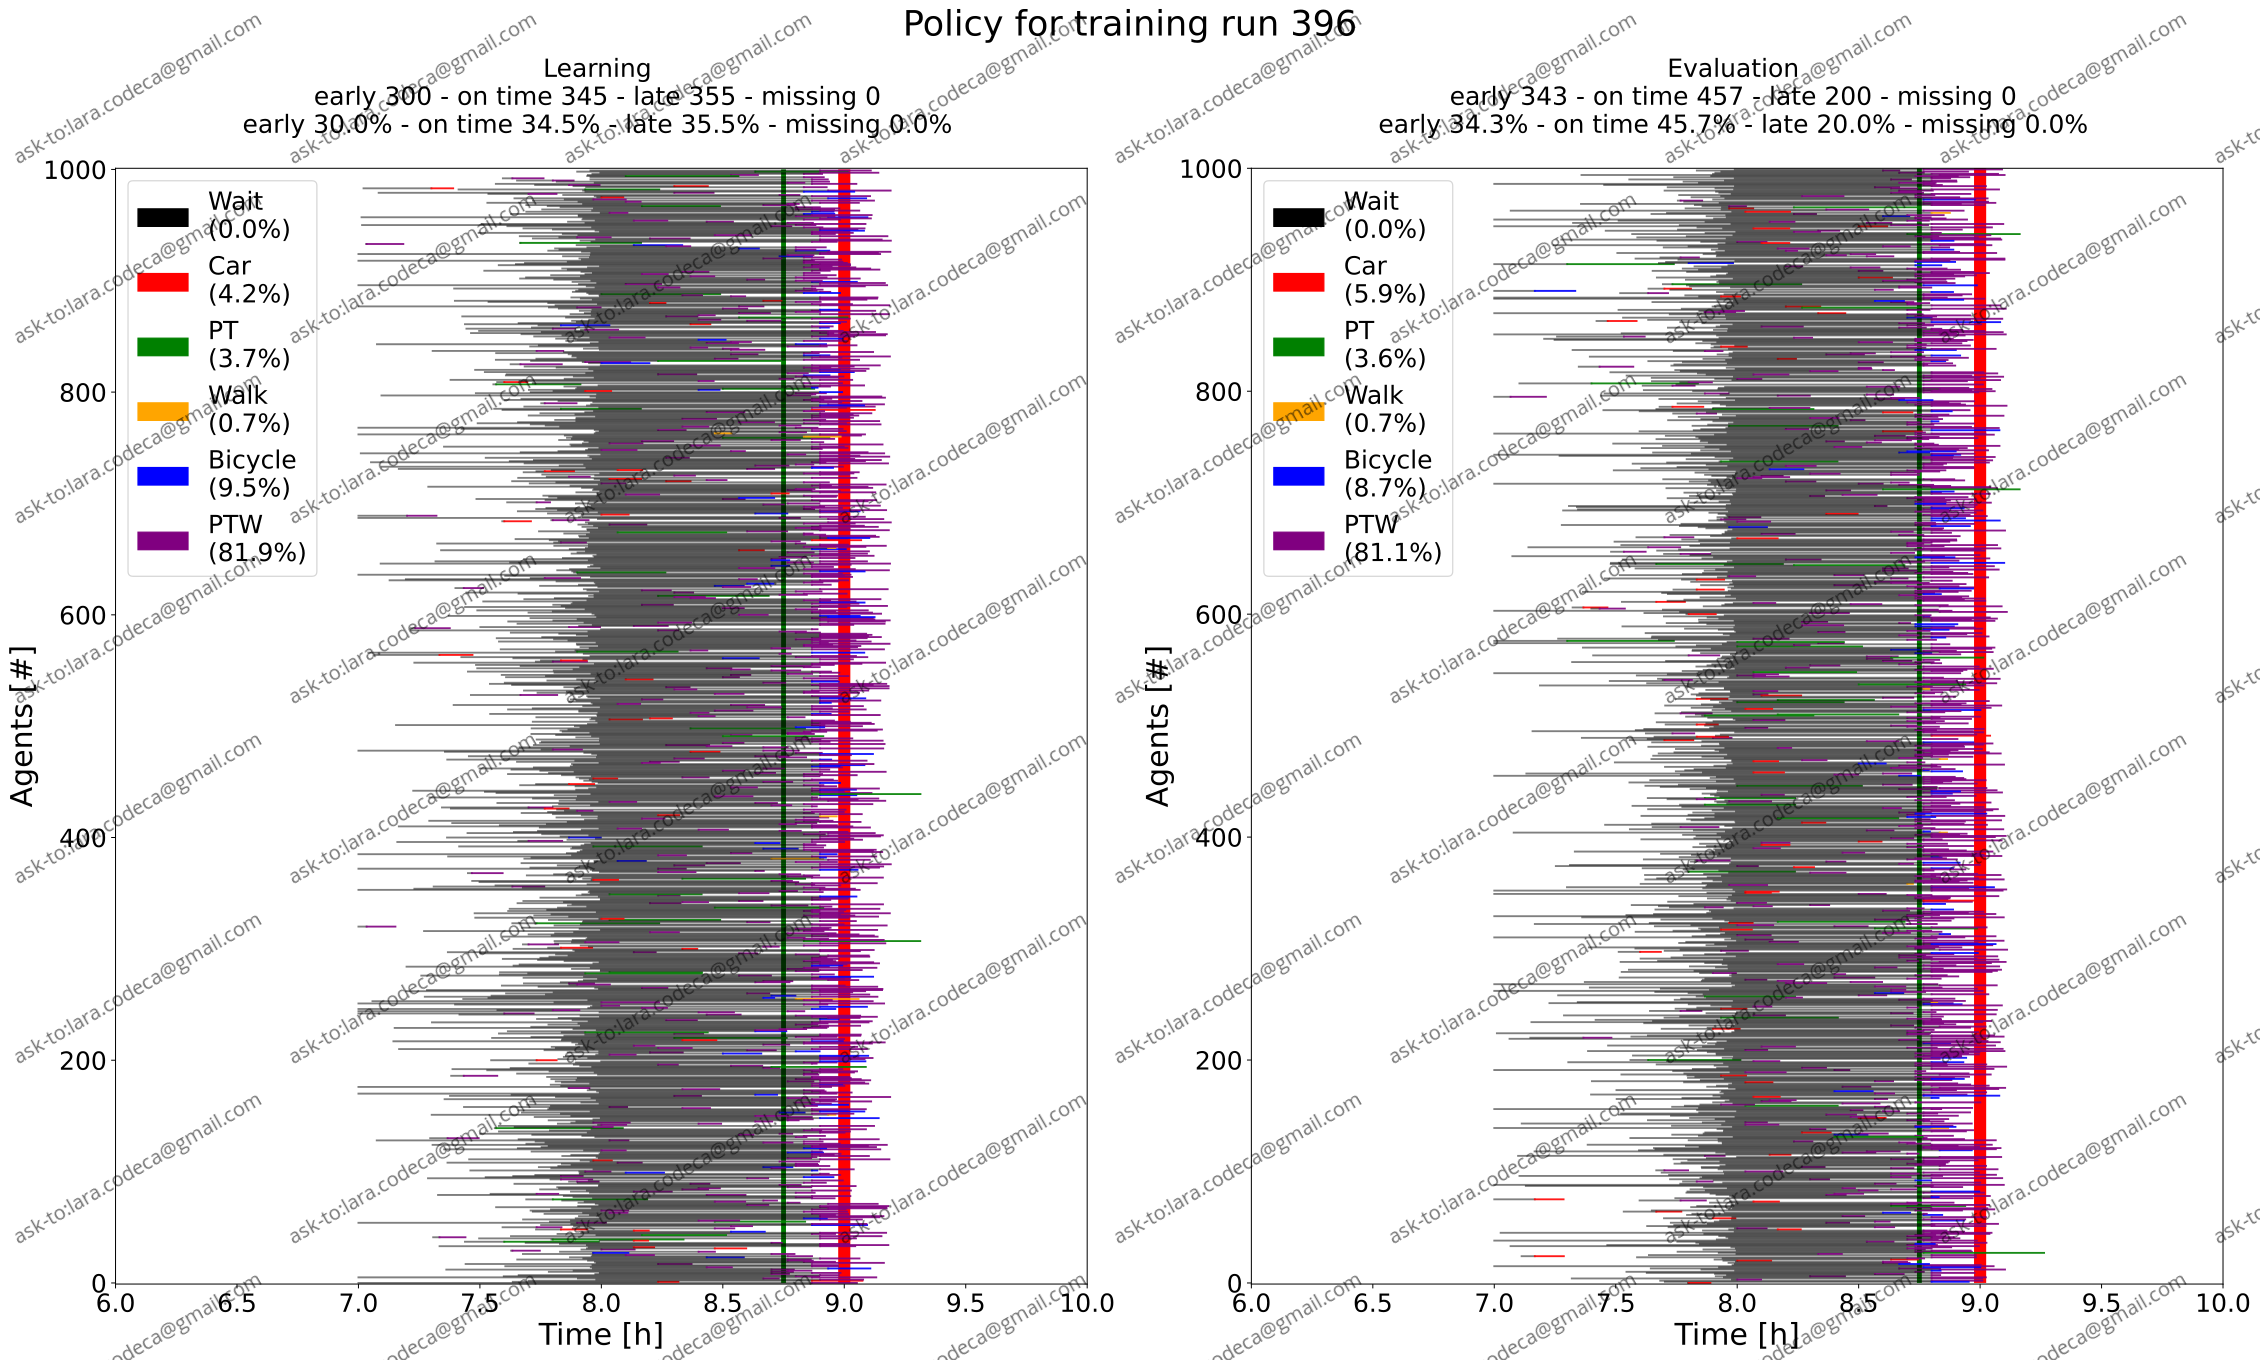 Policy for training run 396
Learning
early 300 - on time 345 - late 355 - missing 0
early 30.0% - on time 34.5% - late 35.5% - missing 0.0%
1000
800
600
400
200
0
Agents [#]
Wait
(0.0%)
Car
(4.2%)
PT
(3.7%)
Walk
(0.7%)
Bicycle
(9.5%)
PTW
(81.9%)
6.0 6.5 7.0 7.5 8.0 8.5 9.0 9.5 10.0
Time [h]
Evaluation
early 343 - on time 457 - late 200 - missing 0
early 34.3% - on time 45.7% - late 20.0% - missing 0.0%
1000
800
600
400
200
0
Agents [#]
Wait
(0.0%)
Car
(5.9%)
PT
(3.6%)
Walk
(0.7%)
Bicycle
(8.7%)
PTW
(81.1%)
6.0 6.5 7.0 7.5 8.0 8.5 9.0 9.5 10.0
Time [h]
ask-to:lara.codeca@gmail.com